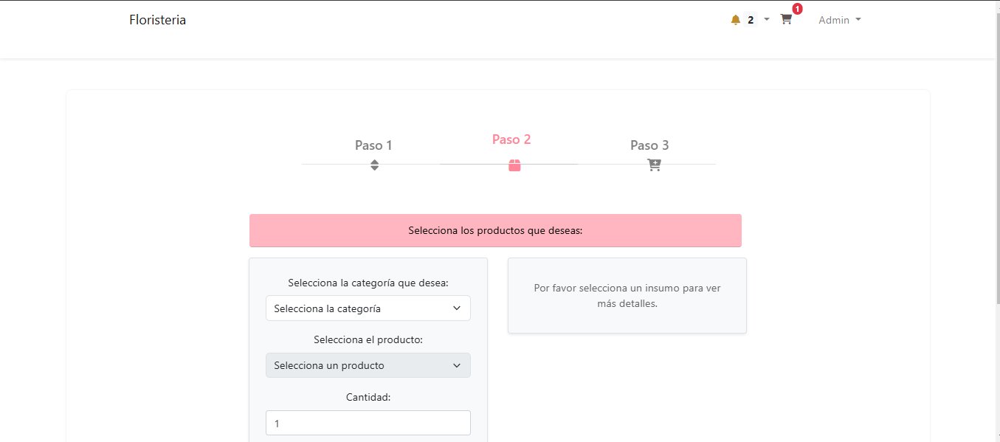 Floristeria
2
1
Admin
Paso 1
Paso 2
Paso 3
Selecciona los productos que deseas:
Selecciona la categoría que desea:
Selecciona la categoría
Selecciona el producto:
Selecciona un producto
Cantidad:
1
Por favor selecciona un insumo para ver
más detalles.